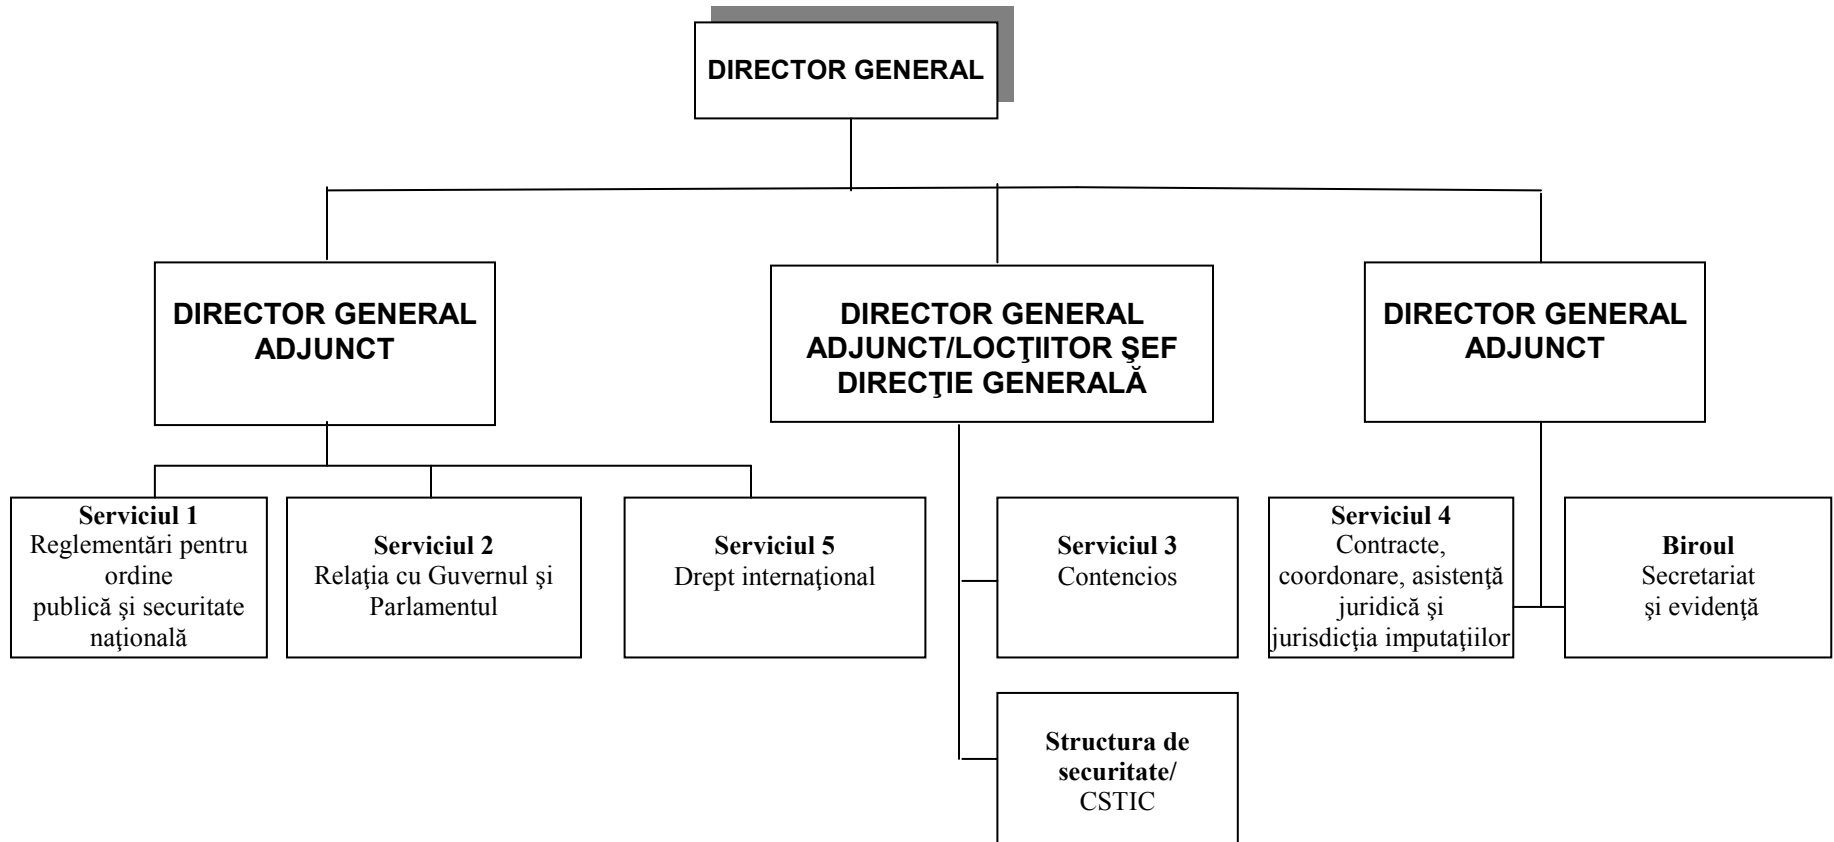 DIRECTOR GENERAL
DIRECTOR GENERAL
ADJUNCT
DIRECTOR GENERAL
ADJUNCT/LOCŢIITOR ŞEF
DIRECŢIE GENERALĂ
DIRECTOR GENERAL
ADJUNCT
Serviciul 1
Reglementări pentru
ordine
publică şi securitate
naţională
Serviciul 2
Relaţia cu Guvernul şi
Parlamentul
Serviciul 5
Drept internaţional
Serviciul 3
Contencios
Serviciul 4
Contracte,
coordonare, asistenţă
juridică şi
jurisdicţia imputaţiilor
Biroul
Secretariat
şi evidenţă
Structura de
securitate/
CSTIC